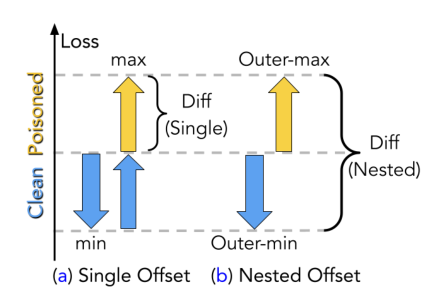 Loss
max
Outer-max
Clean Poisoned
Diff
(Single)
Diff
(Nested)
min
Outer-min
(a) Single Offset
(b) Nested Offset